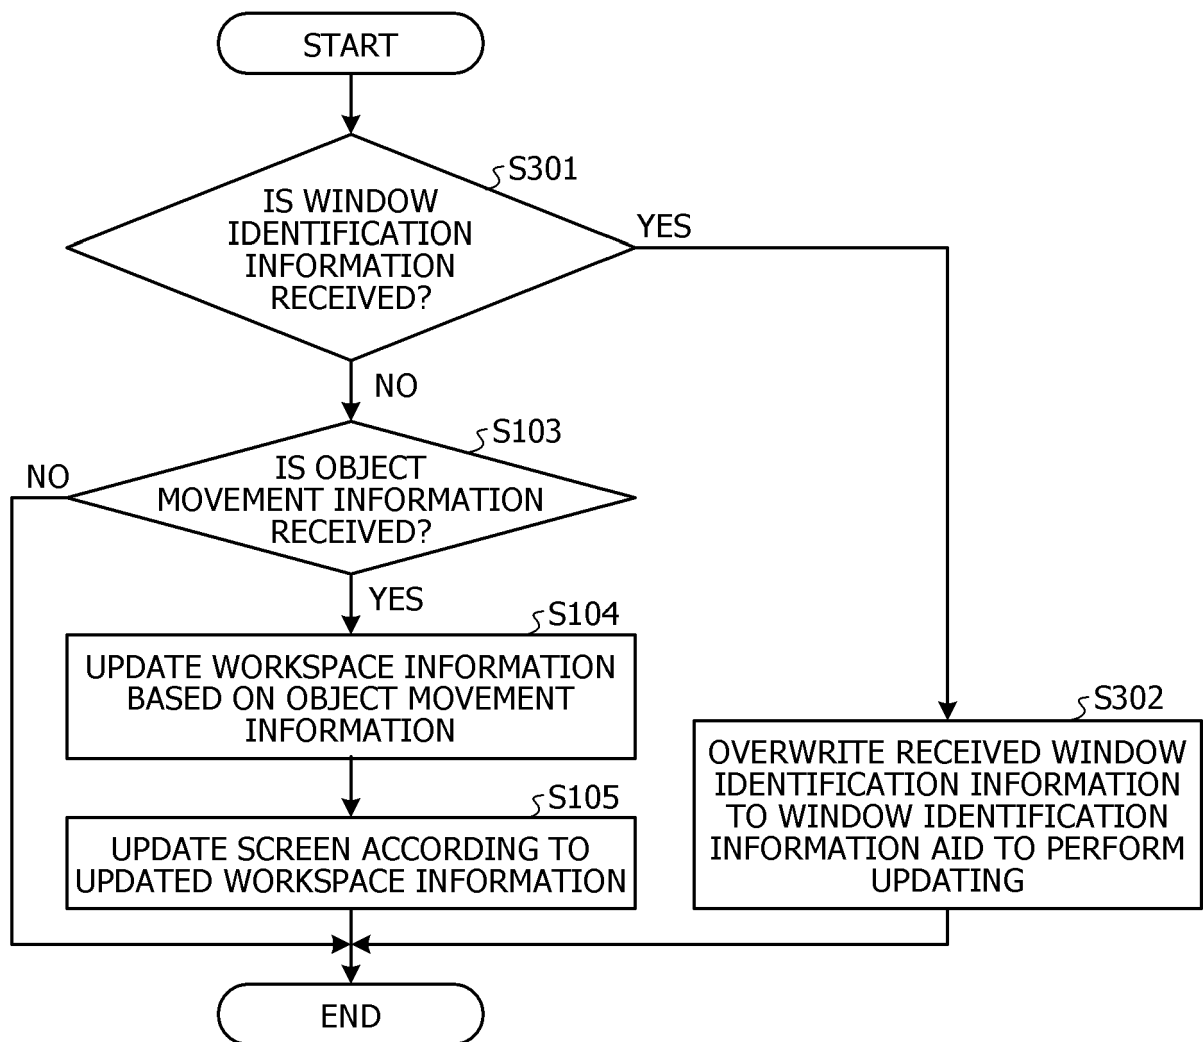 START
S301
IS WINDOW
IDENTIFICATION
INFORMATION
RECEIVED?
YES
NO
S103
IS OBJECT
MOVEMENT INFORMATION
RECEIVED?
NO
YES
S104
UPDATE WORKSPACE INFORMATION
BASED ON OBJECT MOVEMENT
INFORMATION
S302
OVERWRITE RECEIVED WINDOW
IDENTIFICATION INFORMATION
TO WINDOW IDENTIFICATION
INFORMATION AID TO PERFORM
UPDATING
S105
UPDATE SCREEN ACCORDING TO
UPDATED WORKSPACE INFORMATION
END